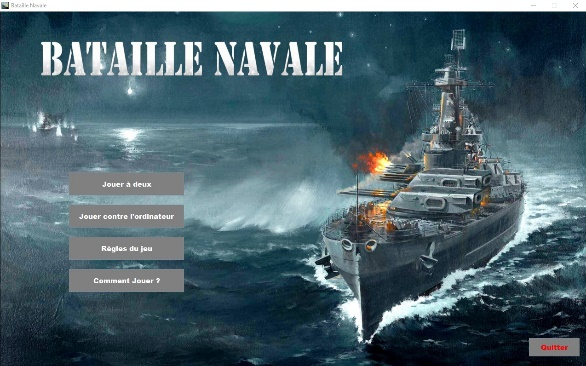 Bataille Navale
BATAILLE NAVALE
Jouer à deux
Jouer contre l'ordinateur
Règles du jeu
Comment Jouer ?
Quitter